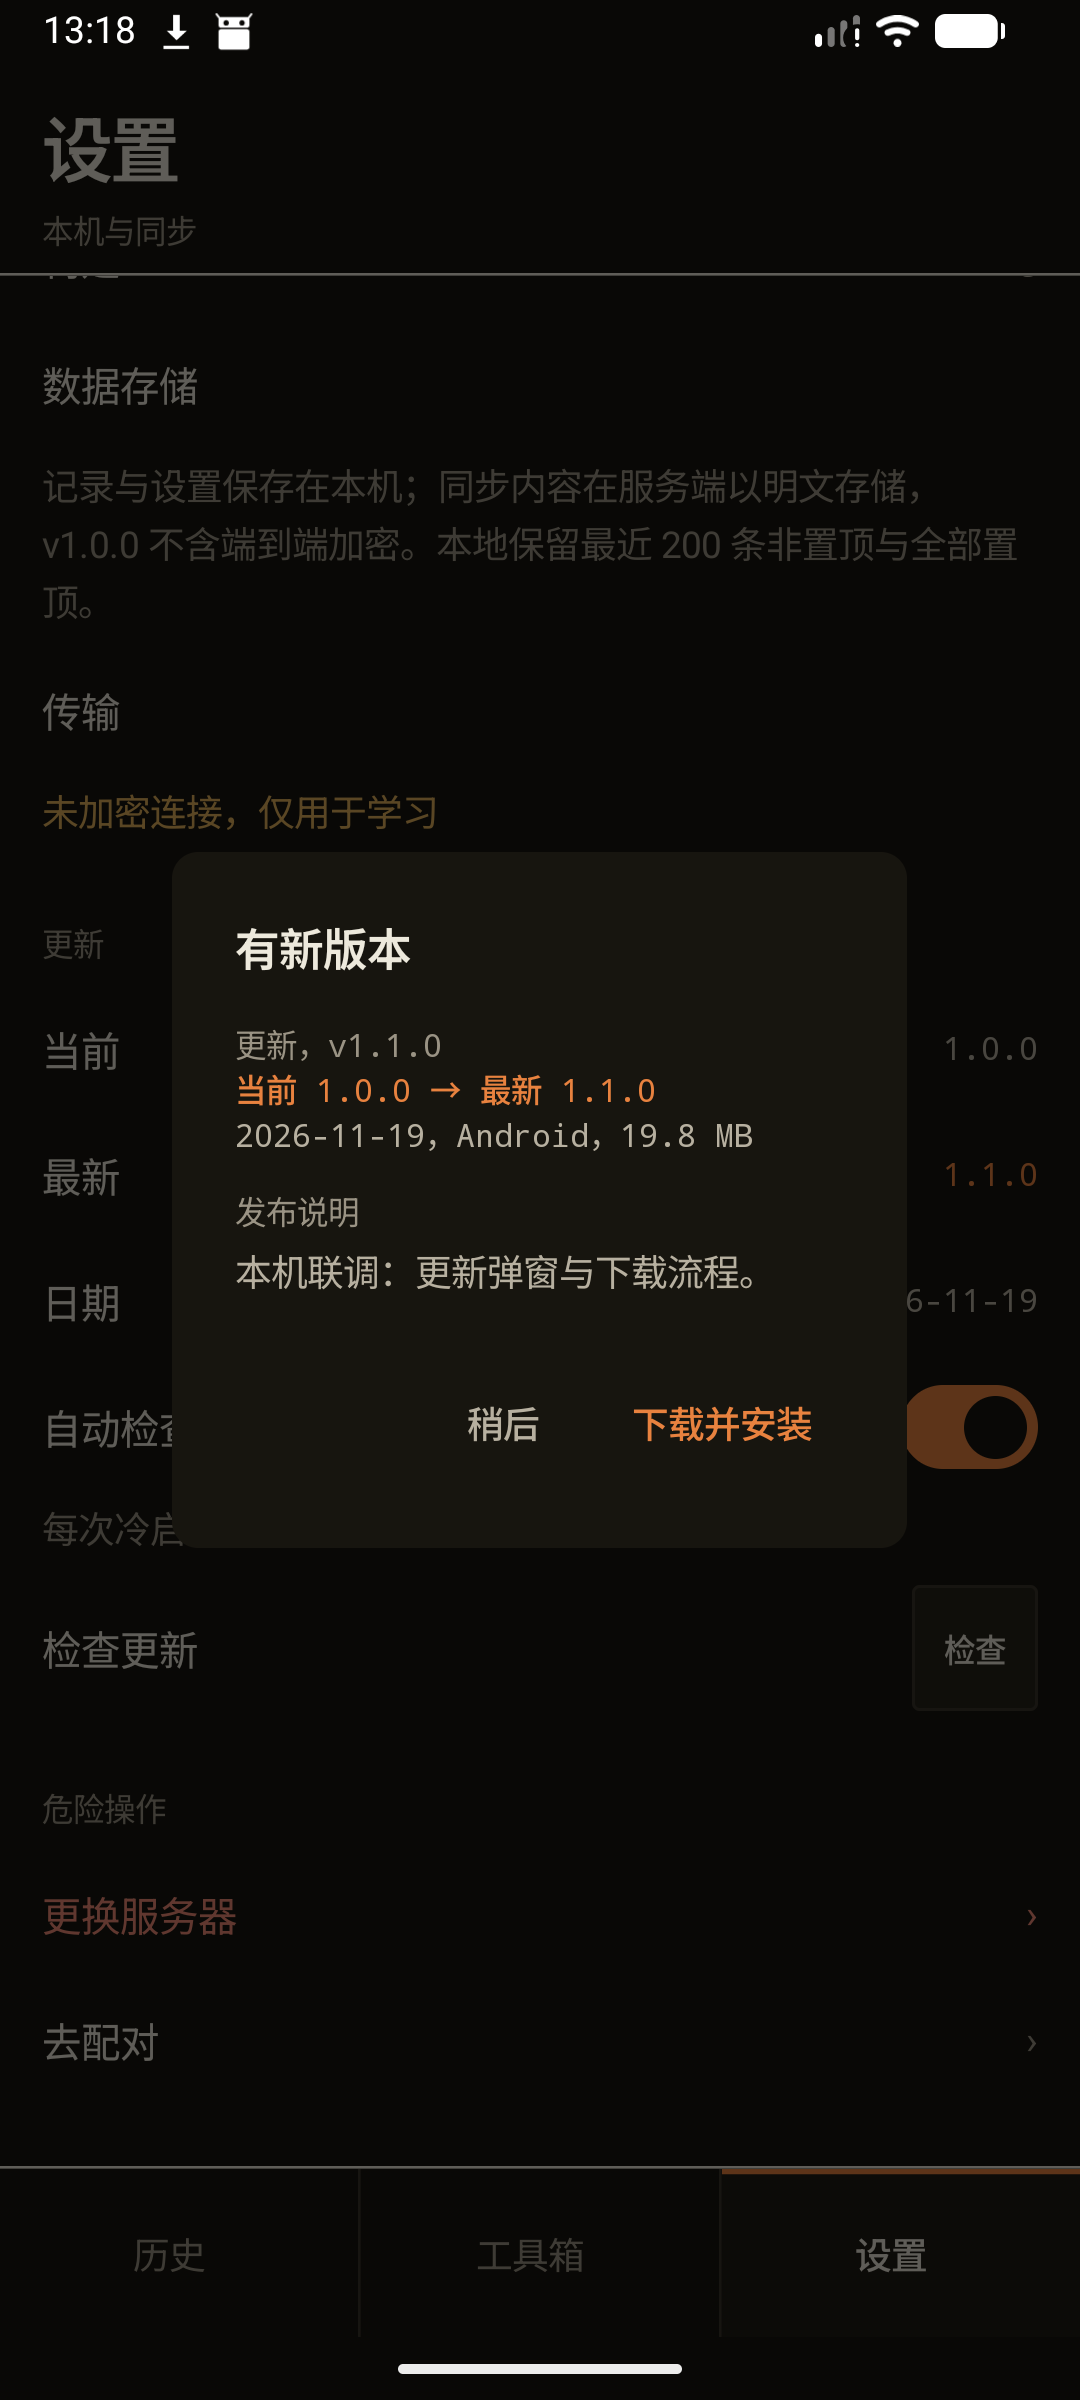 13:18
设置
本机与同步
数据存储
记录与设置保存在本机；同步内容在服务端以明文存储，
v1.0.0 不含端到端加密。本地保留最近 200 条非置顶与全部置
顶。
传输
未加密连接，仅用于学习
有新版本
更新，v1.1.0
当前 1.0.0 → 最新 1.1.0
2026-11-19，Android，19.8 MB
发布说明
本机联调：更新弹窗与下载流程。
稍后 下载并安装
更新
当前 1.0.0
最新 1.1.0
日期 6-11-19
自动检查
每次冷启
检查更新 检查
危险操作
更换服务器 ›
去配对 ›
历史 工具箱 设置